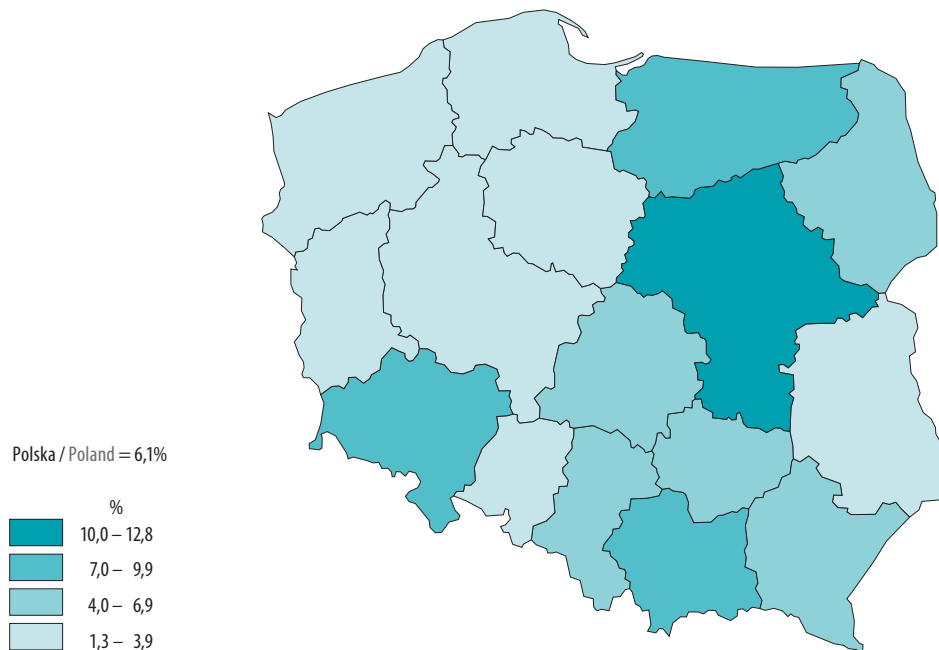 Polska / Poland = 6,1%
%
10,0 – 12,8
7,0 – 9,9
4,0 – 6,9
1,3 – 3,9